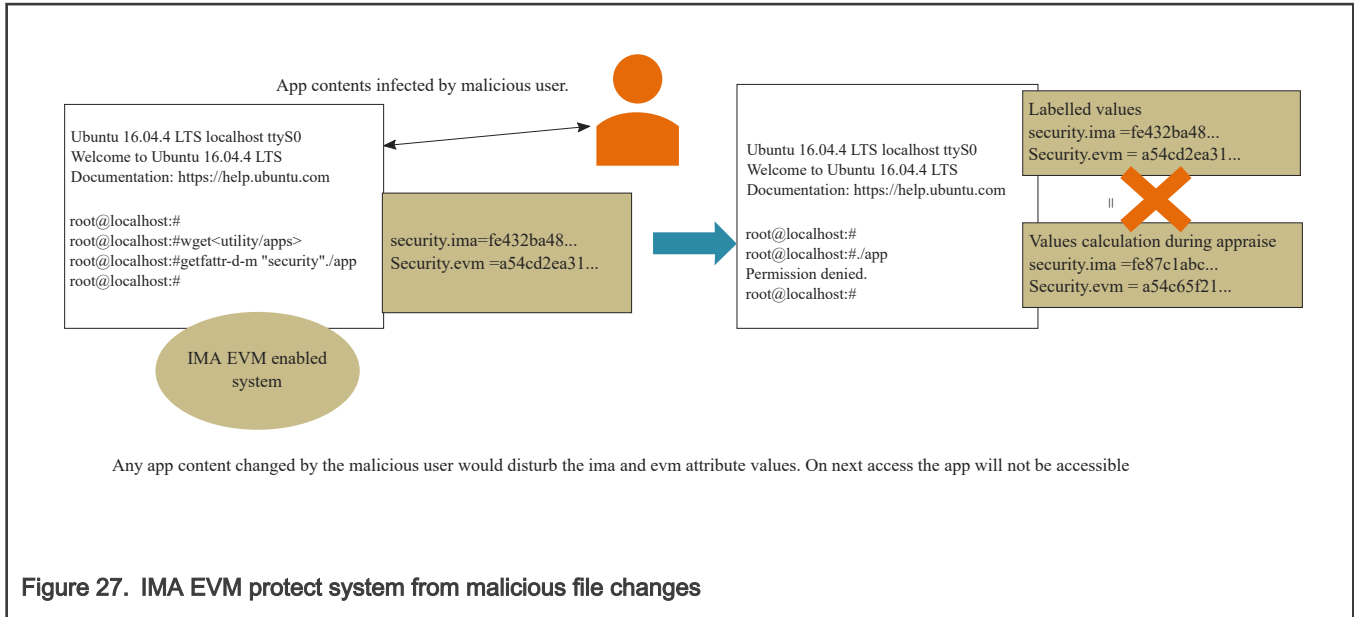 App contents infected by malicious user.
Ubuntu 16.04.4 LTS localhost ttyS0
Welcome to Ubuntu 16.04.4 LTS
Documentation: https://help.ubuntu.com
root@localhost:#
root@localhost:#wget<utility/apps>
root@localhost:#getfattr-d-m "security"./app
root@localhost:#
security.ima=fe432ba48...
Security.evm =a54cd2ea31...
IMA EVM enabled
system
Ubuntu 16.04.4 LTS localhost ttyS0
Welcome to Ubuntu 16.04.4 LTS
Documentation: https://help.ubuntu.com
root@localhost:#
root@localhost:#./app
Permission denied.
root@localhost:#
Labelled values
security.ima =fe432ba48...
Security.evm = a54cd2ea31...
=
Values calculation during appraise
security.ima =fe87c1abc...
Security.evm = a54c65f21...
Any app content changed by the malicious user would disturb the ima and evm attribute values. On next access the app will not be accessible
Figure 27. IMA EVM protect system from malicious file changes